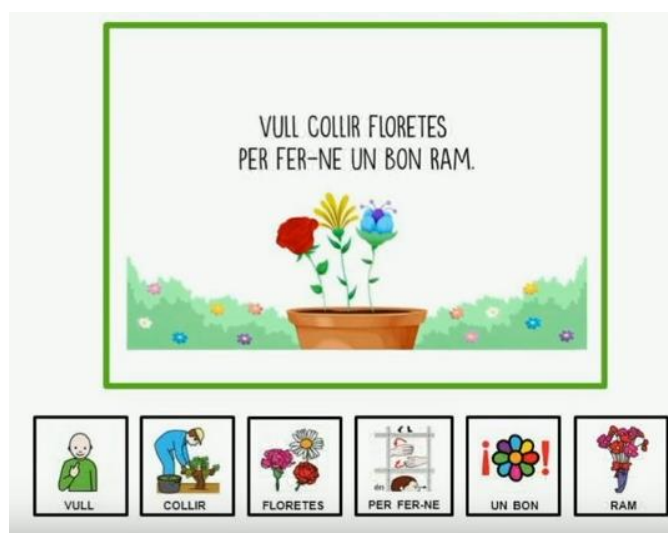 VULL COLLIR FLORETES
PER FER-NE UN BON RAM.
VULL
COLLIR
FLORETES
PER FER-NE
UN BON
RAM